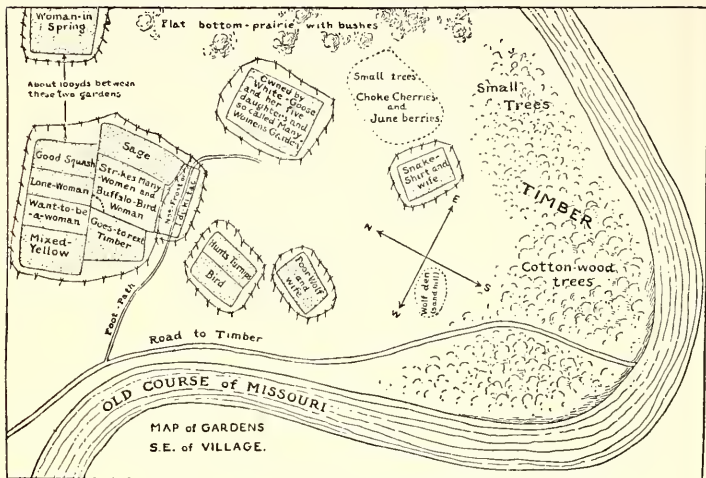 Woman-in
Spring
Flat bottom-prairie with bushes
About 100yds between
these two gardens
Owned by
White-Goose
and her five
daughters and
so called Many
Womens Garden
Small trees
Choke Cherries
and
June berries.
Small
Trees
TIMBER
Cotton-wood
trees
Good Squash
Lone-Woman
Want-to-be
-a-woman
Mixed-
Yellow
Sage
Strikes Many
Women and
Buffalo-Bird
Woman
Goes-to-next
Timber
Snake-
Shirt and
wife.
E
N
S
W
Wolf den
(sand hill)
Hunts Turnips
Bird
Poor Wolf
and
wife
Foot-Path
Road to Timber
OLD COURSE of MISSOURI
MAP of GARDENS
S.E. of VILLAGE.